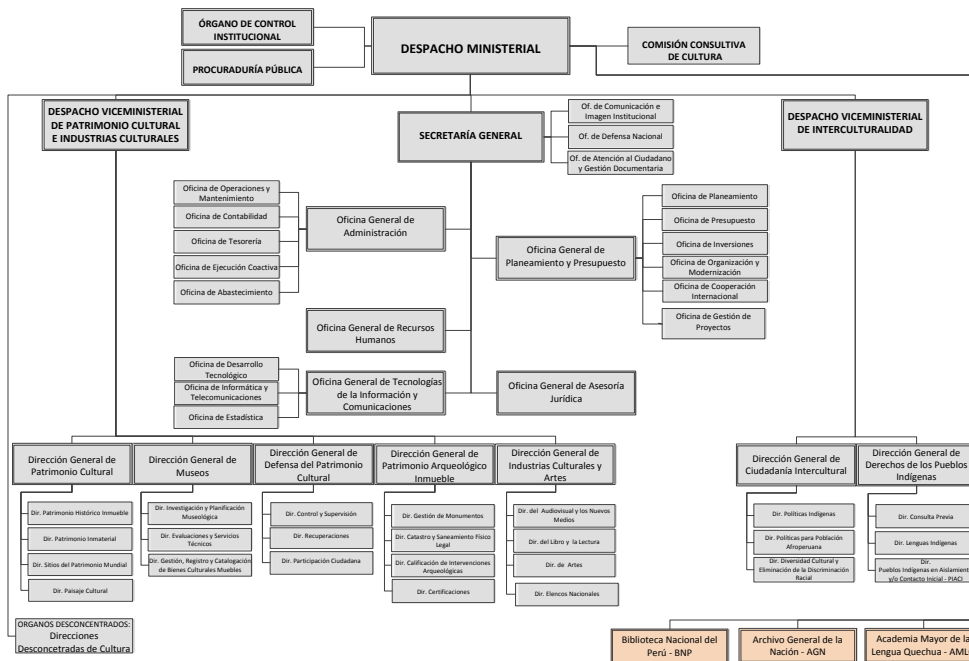 ÓRGANO DE CONTROL
INSTITUCIONAL
PROCURADURÍA PÚBLICA
DESPACHO MINISTERIAL
COMISIÓN CONSULTIVA
DE CULTURA
DESPACHO VICEMINISTERIAL
DE PATRIMONIO CULTURAL
E INDUSTRIAS CULTURALES
SECRETARÍA GENERAL
Of. de Comunicación e
Imagen Institucional
Of. de Defensa Nacional
Of. de Atención al Ciudadano
y Gestión Documentaria
DESPACHO VICEMINISTERIAL
DE INTERCULTURALIDAD
Oficina de Operaciones y
Mantenimiento
Oficina de Contabilidad
Oficina de Tesorería
Oficina de Ejecución Coactiva
Oficina de Abastecimiento
Oficina General de
Administración
Oficina General de
Planeamiento y Presupuesto
Oficina de Planeamiento
Oficina de Presupuesto
Oficina de Inversiones
Oficina de Organización y
Modernización
Oficina de Cooperación
Internacional
Oficina de Gestión de
Proyectos
Oficina General de Recursos
Humanos
Oficina de Desarrollo
Tecnológico
Oficina de Informática y
Telecomunicaciones
Oficina de Estadística
Oficina General de Tecnologías
de la Información y
Comunicaciones
Oficina General de Asesoría
Jurídica
Dirección General de
Patrimonio Cultural
Dir. Patrimonio Histórico Inmueble
Dir. Patrimonio Inmaterial
Dir. Sitios del Patrimonio Mundial
Dir. Paisaje Cultural
Dirección General de
Museos
Dir. Investigación y Planificación
Museológica
Dir. Evaluaciones y Servicios
Técnicos
Dir. Gestión, Registro y Catalogación
de Bienes Culturales Muebles
Dirección General de
Defensa del Patrimonio
Cultural
Dir. Control y Supervisión
Dir. Recuperaciones
Dir. Participación Ciudadana
Dirección General de
Patrimonio Arqueológico
Inmueble
Dir. Gestión de Monumentos
Dir. Catastro y Saneamiento Físico
Legal
Dir. Calificación de Intervenciones
Arqueológicas
Dir. Certificaciones
Dirección General de
Industrias Culturales y
Artes
Dir. del Audiovisual y los Nuevos
Medios
Dir. del Libro y la Lectura
Dir. de Artes
Dir. Elencos Nacionales
Dirección General de
Ciudadanía Intercultural
Dir. Políticas Indígenas
Dir. Políticas para Población
Afroperuana
Dir. Diversidad Cultural y
Eliminación de la Discriminación
Racial
Dirección General de
Derechos de los Pueblos
Indígenas
Dir. Consulta Previa
Dir. Lenguas Indígenas
Dir.
Pueblos Indígenas en Aislamiento
y/o Contacto Inicial - PIACI
ORGANOS DESCONCENTRADOS:
Direcciones
Desconcetradas de Cultura
Biblioteca Nacional del
Perú - BNP
Archivo General de la
Nación - AGN
Academia Mayor de la
Lengua Quechua - AML